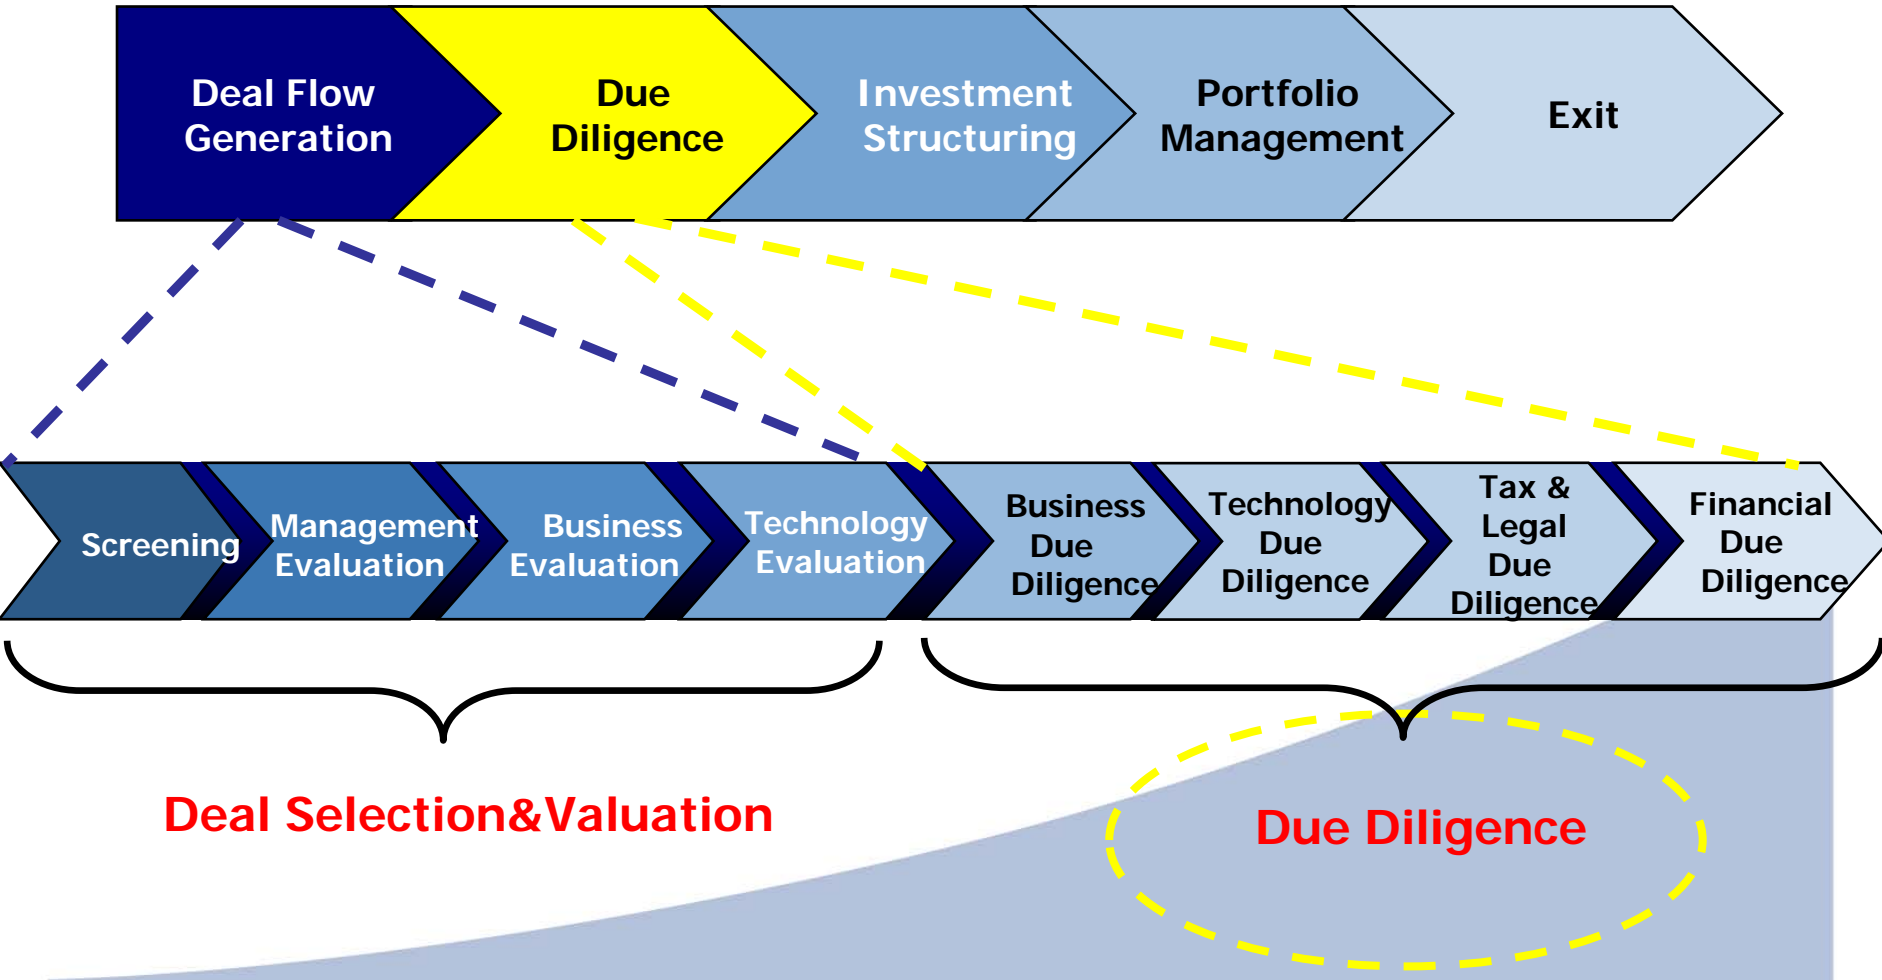 Deal Flow
Generation
Due
Diligence
Investment
Structuring
Portfolio
Management
Exit
Screening
Management
Evaluation
Business
Evaluation
Technology
Evaluation
Business
Due
Diligence
Technology
Due
Diligence
Tax &
Legal
Due
Diligence
Financial
Due
Diligence
Deal Selection&Valuation
Due Diligence